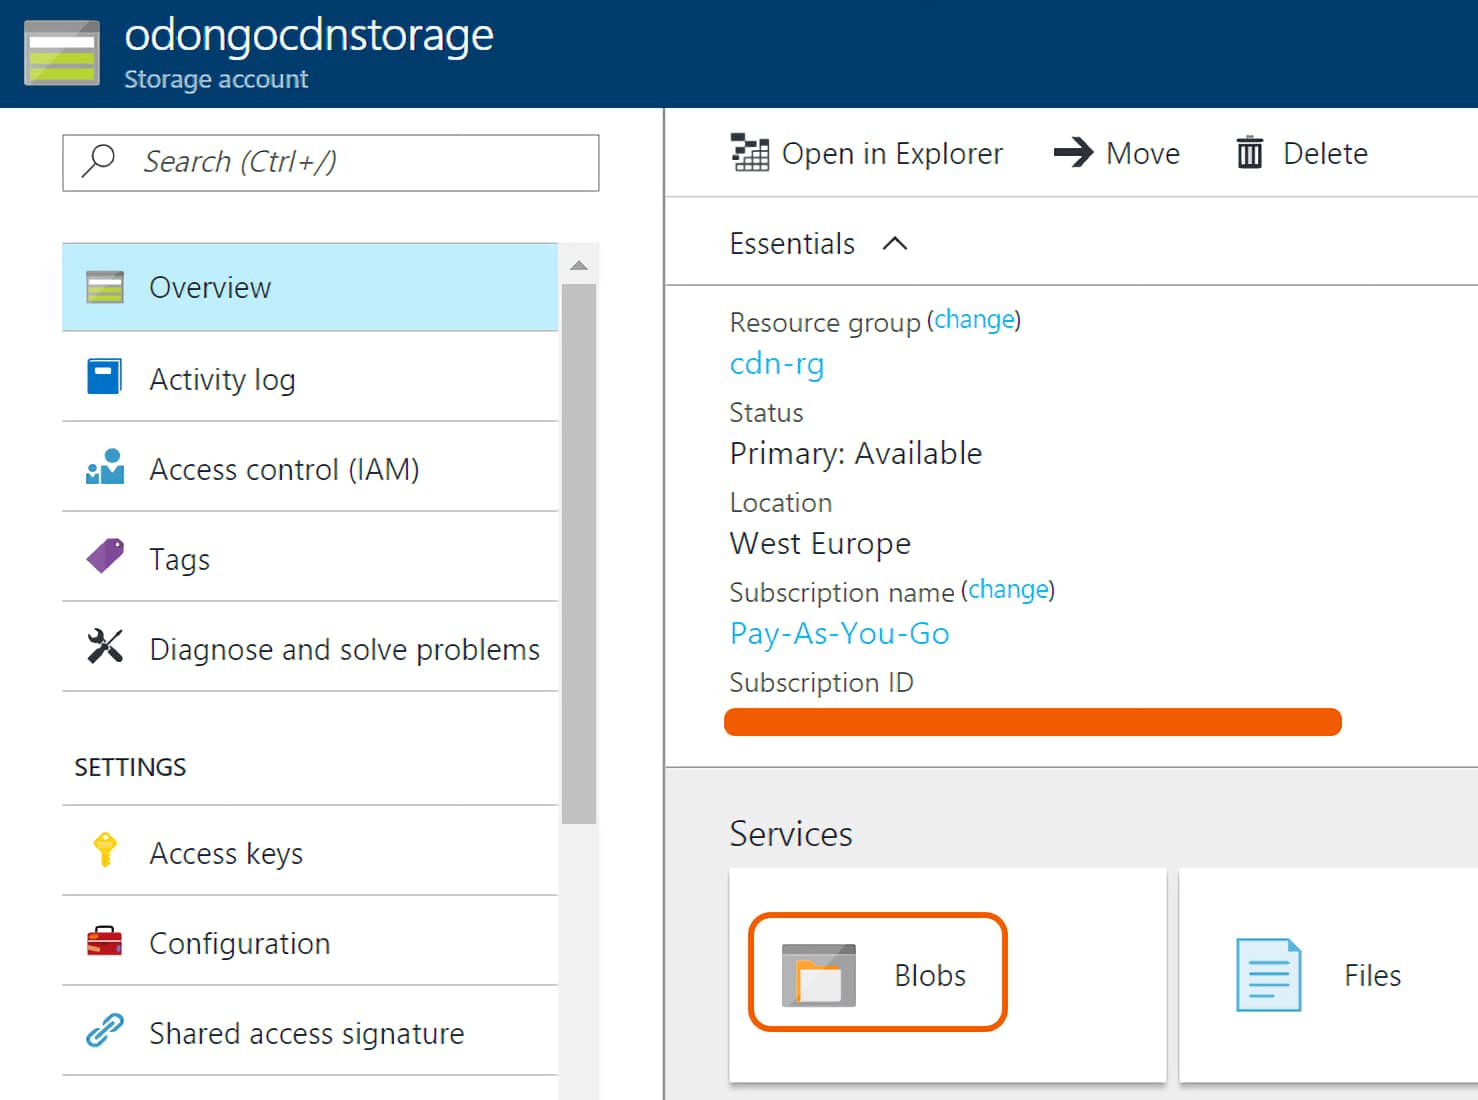 odongocdnstorage
Storage account
Search (Ctrl+/)
Overview
Activity log
Access control (IAM)
Tags
Diagnose and solve problems
SETTINGS
Access keys
Configuration
Shared access signature
Open in Explorer
Move
Delete
Essentials
Resource group (change)
cdn-rg
Status
Primary: Available
Location
West Europe
Subscription name (change)
Pay-As-You-Go
Subscription ID
Services
Blobs
Files